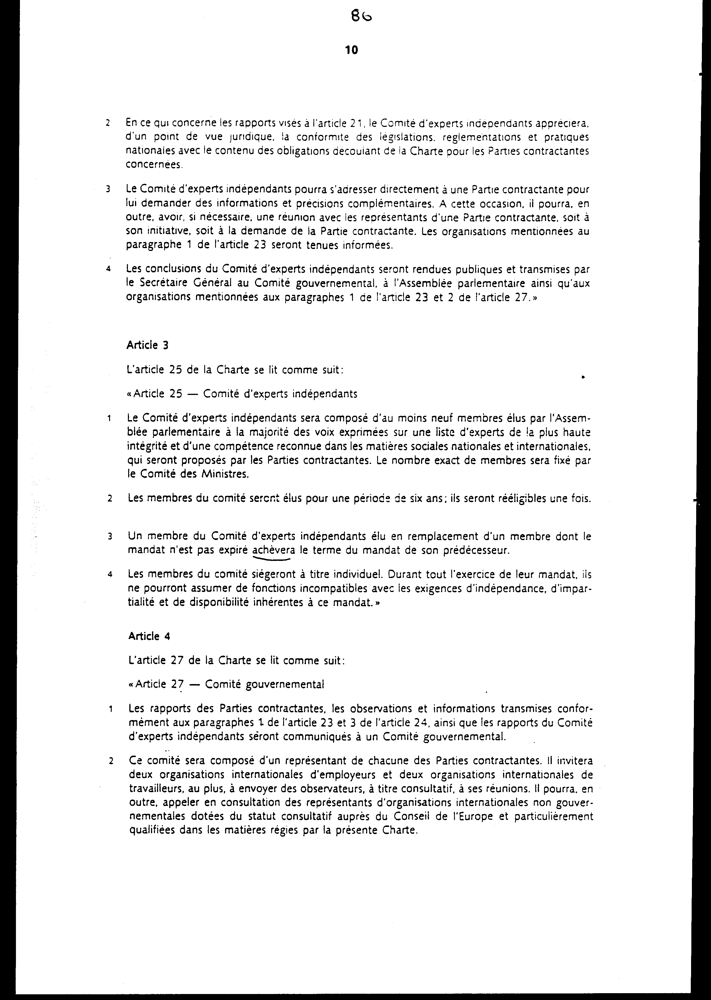 86
10
2 En ce qui concerne les rapports visés à l'article 21, le Comité d'experts indépendants appréciera,
d'un point de vue juridique, la conformité des législations, réglementations et pratiques
nationales avec le contenu des obligations découlant de la Charte pour les Parties contractantes
concernées.
3 Le Comité d'experts indépendants pourra s'adresser directement à une Partie contractante pour
lui demander des informations et précisions complémentaires. A cette occasion, il pourra, en
outre, avoir, si nécessaire, une réunion avec les représentants d'une Partie contractante, soit à
son initiative, soit à la demande de la Partie contractante. Les organisations mentionnées au
paragraphe 1 de l'article 23 seront tenues informées.
4 Les conclusions du Comité d'experts indépendants seront rendues publiques et transmises par
le Secrétaire Général au Comité gouvernemental, à l'Assemblée parlementaire ainsi qu'aux
organisations mentionnées aux paragraphes 1 de l'article 23 et 2 de l'article 27.»
Article 3
L'article 25 de la Charte se lit comme suit:
«Article 25 — Comité d'experts indépendants
1 Le Comité d'experts indépendants sera composé d'au moins neuf membres élus par l'Assem-
blée parlementaire à la majorité des voix exprimées sur une liste d'experts de la plus haute
intégrité et d'une compétence reconnue dans les matières sociales nationales et internationales,
qui seront proposés par les Parties contractantes. Le nombre exact de membres sera fixé par
le Comité des Ministres.
2 Les membres du comité seront élus pour une période de six ans; ils seront rééligibles une fois.
3 Un membre du Comité d'experts indépendants élu en remplacement d'un membre dont le
mandat n'est pas expiré achèvera le terme du mandat de son prédécesseur.
4 Les membres du comité siégeront à titre individuel. Durant tout l'exercice de leur mandat, ils
ne pourront assumer de fonctions incompatibles avec les exigences d'indépendance, d'impar-
tialité et de disponibilité inhérentes à ce mandat.»
Article 4
L'article 27 de la Charte se lit comme suit:
«Article 27 — Comité gouvernemental
1 Les rapports des Parties contractantes, les observations et informations transmises confor-
mément aux paragraphes 1 de l'article 23 et 3 de l'article 24, ainsi que les rapports du Comité
d'experts indépendants seront communiqués à un Comité gouvernemental.
2 Ce comité sera composé d'un représentant de chacune des Parties contractantes. Il invitera
deux organisations internationales d'employeurs et deux organisations internationales de
travailleurs, au plus, à envoyer des observateurs, à titre consultatif, à ses réunions. Il pourra, en
outre, appeler en consultation des représentants d'organisations internationales non gouver-
nementales dotées du statut consultatif auprès du Conseil de l'Europe et particulièrement
qualifiées dans les matières régies par la présente Charte.